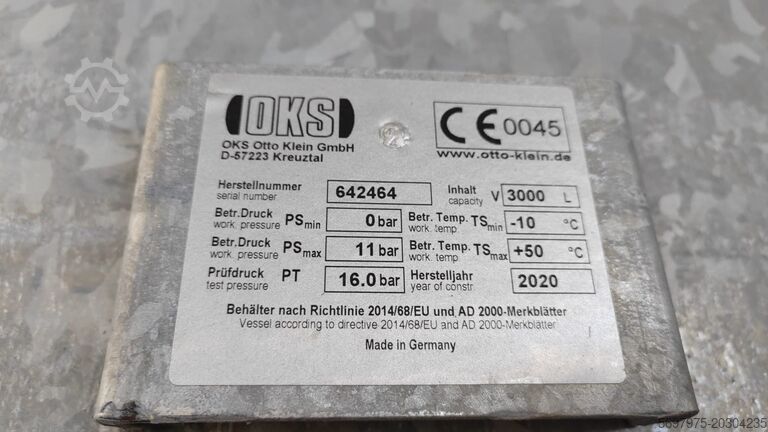 OKS
OKS Otto Klein GmbH
D-57223 Kreuztal
CE 0045
www.otto-klein.de
Herstellnummer 642464 Inhalt V 3000 L
serial number capacity
Betr.Druck PSmin 0 bar Betr. Temp. TSmin -10 °C
work. pressure work. temp.
Betr.Druck PSmax 11 bar Betr. Temp. TSmax +50 °C
work. pressure work. temp
Prüfdruck PT 16.0 bar Herstelljahr 2020
test pressure year of constr.
Behälter nach Richtlinie 2014/68/EU und AD 2000-Merkblätter
Vessel according to directive 2014/68/EU and AD 2000-Merkblätter
Made in Germany
-20304235